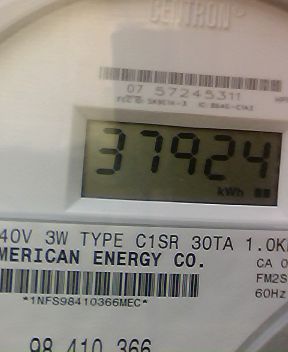 CENTRON
07 57245311
37924
kWh
40V 3W TYPE C1SR 30TA 1.0K
MERICAN ENERGY CO.
CA 0
FM2S
60Hz
*1NFS98410366MEC*
98 410 366